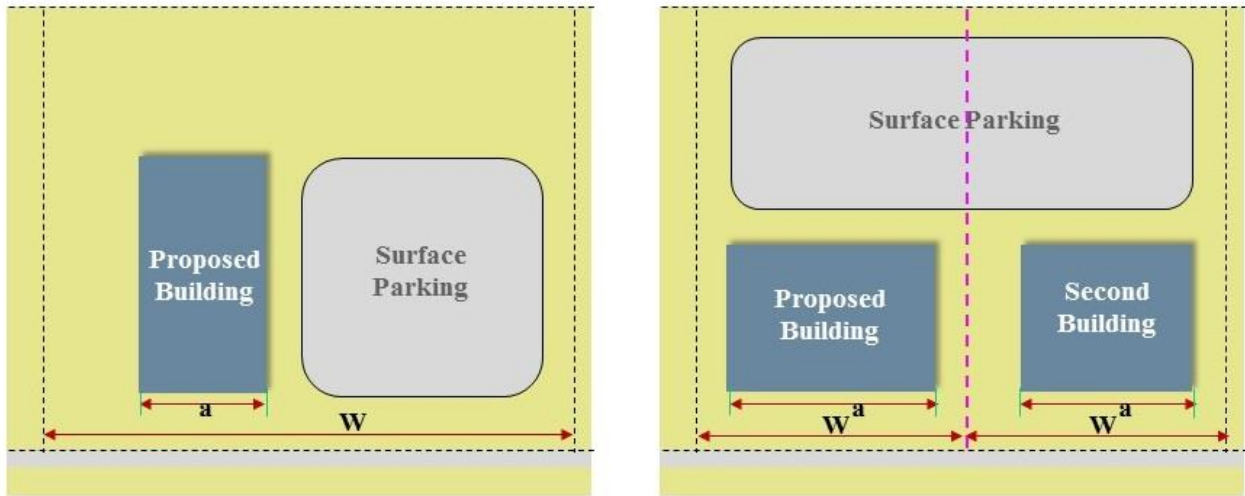 Proposed
Building
Surface
Parking
a
W
Surface Parking
Proposed
Building
Second
Building
a
W
a
W